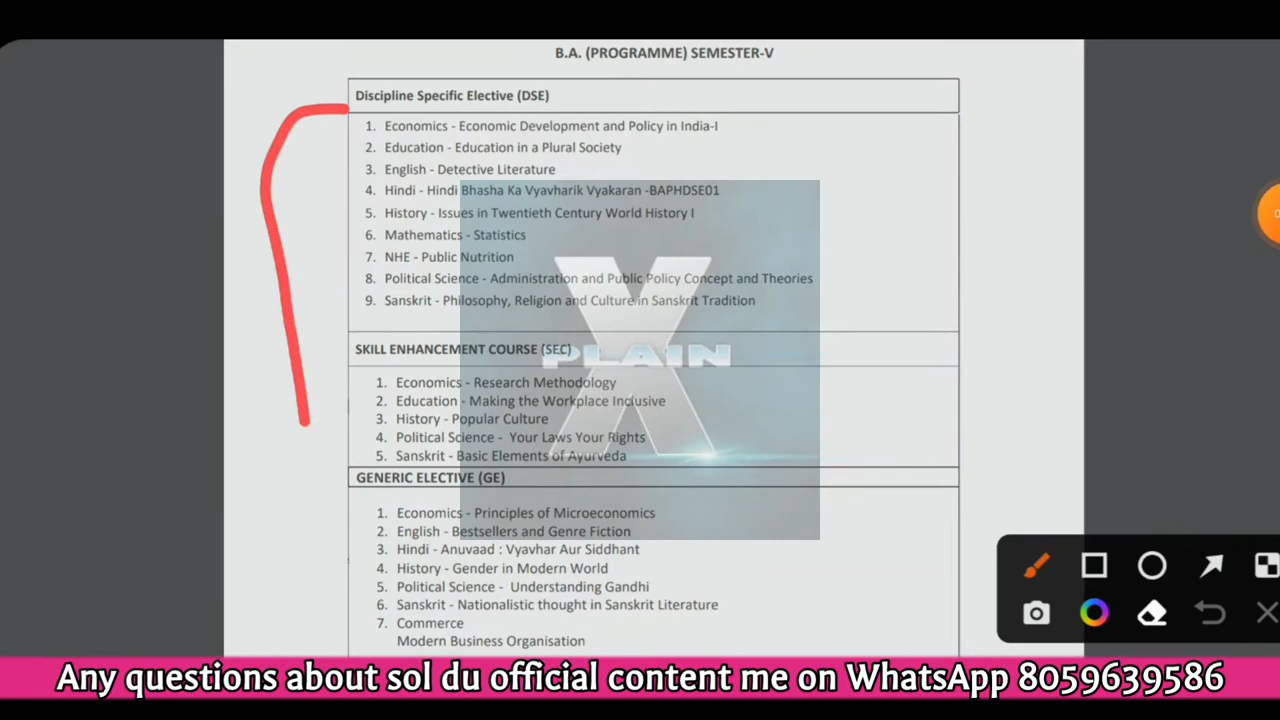 B.A. (PROGRAMME) SEMESTER-V
Discipline Specific Elective (DSE)
1. Economics - Economic Development and Policy in India-I
2. Education - Education in a Plural Society
3. English - Detective Literature
4. Hindi - Hindi Bhasha Ka Vyavharik Vyakaran -BAPHDSE01
5. History - Issues in Twentieth Century World History I
6. Mathematics - Statistics
7. NHE - Public Nutrition
8. Political Science - Administration and Public Policy Concept and Theories
9. Sanskrit - Philosophy, Religion and Culture in Sanskrit Tradition
SKILL ENHANCEMENT COURSE (SEC)
X
PLAIN
1. Economics - Research Methodology
2. Education - Making the Workplace Inclusive
3. History - Popular Culture
4. Political Science - Your Laws Your Rights
5. Sanskrit - Basic Elements of Ayurveda
GENERIC ELECTIVE (GE)
1. Economics - Principles of Microeconomics
2. English - Bestsellers and Genre Fiction
3. Hindi - Anuvaad : Vyavhar Aur Siddhant
4. History - Gender in Modern World
5. Political Science - Understanding Gandhi
6. Sanskrit - Nationalistic thought in Sanskrit Literature
7. Commerce
Modern Business Organisation
Any questions about sol du official content me on WhatsApp 8059639586